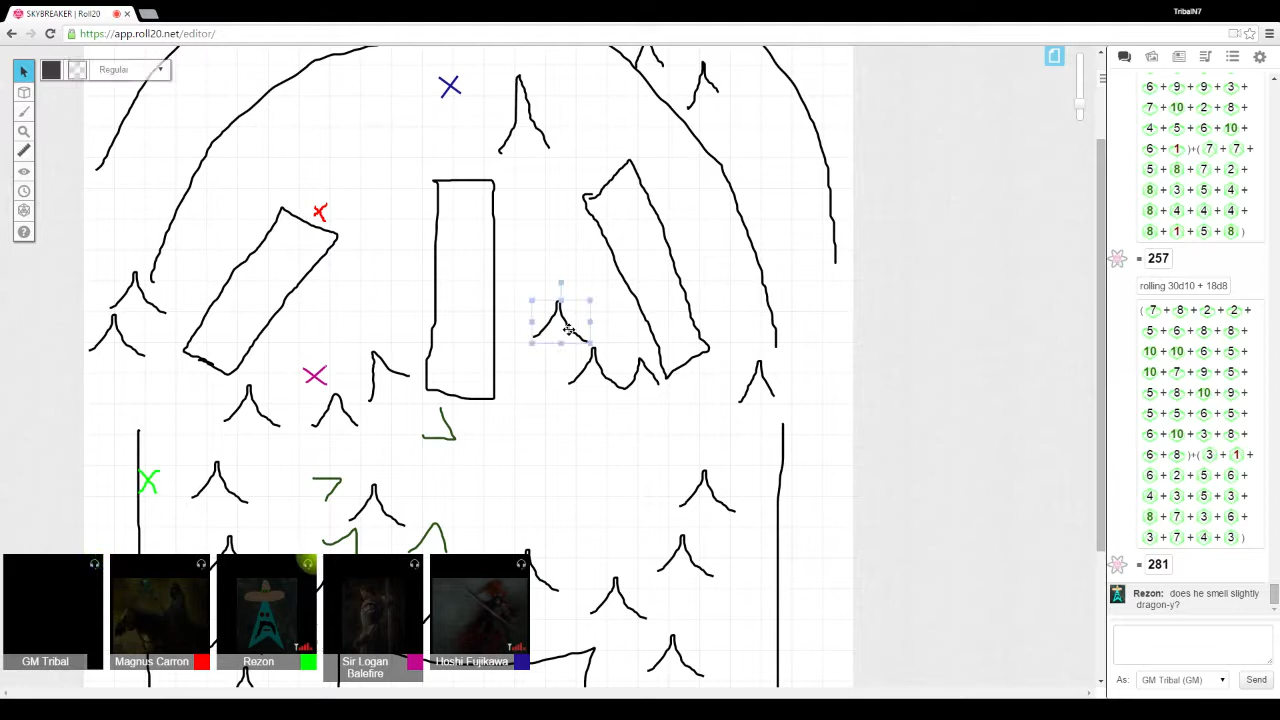 TribalN7
SKYBREAKER | Roll20
https://app.roll20.net/editor/
Regular
6 + 9 + 9 + 3 +
7 + 10 + 2 + 8 +
4 + 5 + 6 + 10 +
6 + 1 )+( 7 + 7 +
5 + 8 + 7 + 2 +
8 + 3 + 5 + 4 +
8 + 4 + 4 + 4 +
8 + 1 + 5 + 8 )
= 257
rolling 30d10 + 18d8
( 7 + 8 + 2 + 2 +
5 + 6 + 8 + 8 +
10 + 10 + 5 + 6 +
10 + 7 + 9 + 5 +
5 + 8 + 10 + 9 +
5 + 5 + 6 + 5 +
6 + 10 + 3 + 8 +
6 + 8 )+( 3 + 1 +
6 + 2 + 5 + 6 +
4 + 3 + 5 + 3 +
8 + 7 + 3 + 6 +
3 + 7 + 4 + 3 )
= 281
Rezon: does he smell slightly
dragon-y?
As: GM Tribal (GM)
Send
GM Tribal
Magnus Carron
Rezon
Sir Logan
Balefire
Hoshi Fujikawa